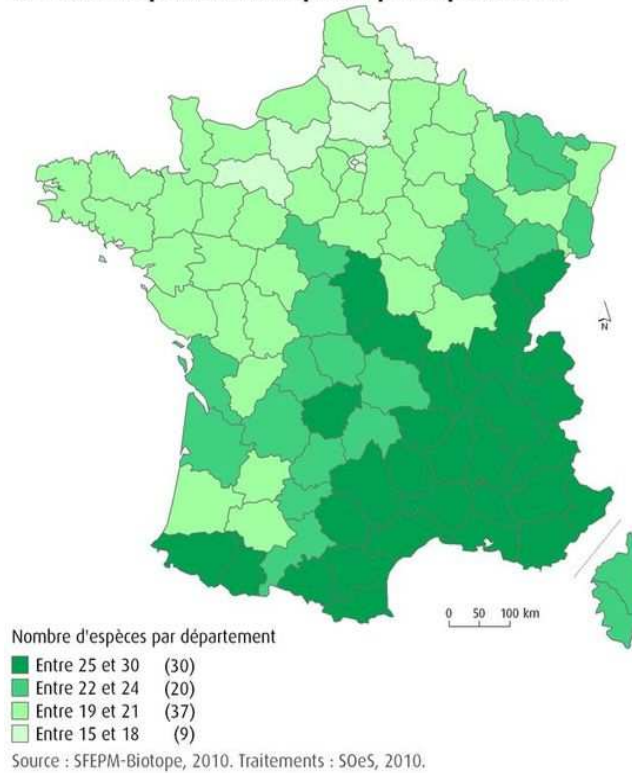 N
0 50 100 km
Nombre d'espèces par département
Entre 25 et 30 (30)
Entre 22 et 24 (20)
Entre 19 et 21 (37)
Entre 15 et 18 (9)
Source : SFEPM-Biotope, 2010. Traitements : SOeS, 2010.